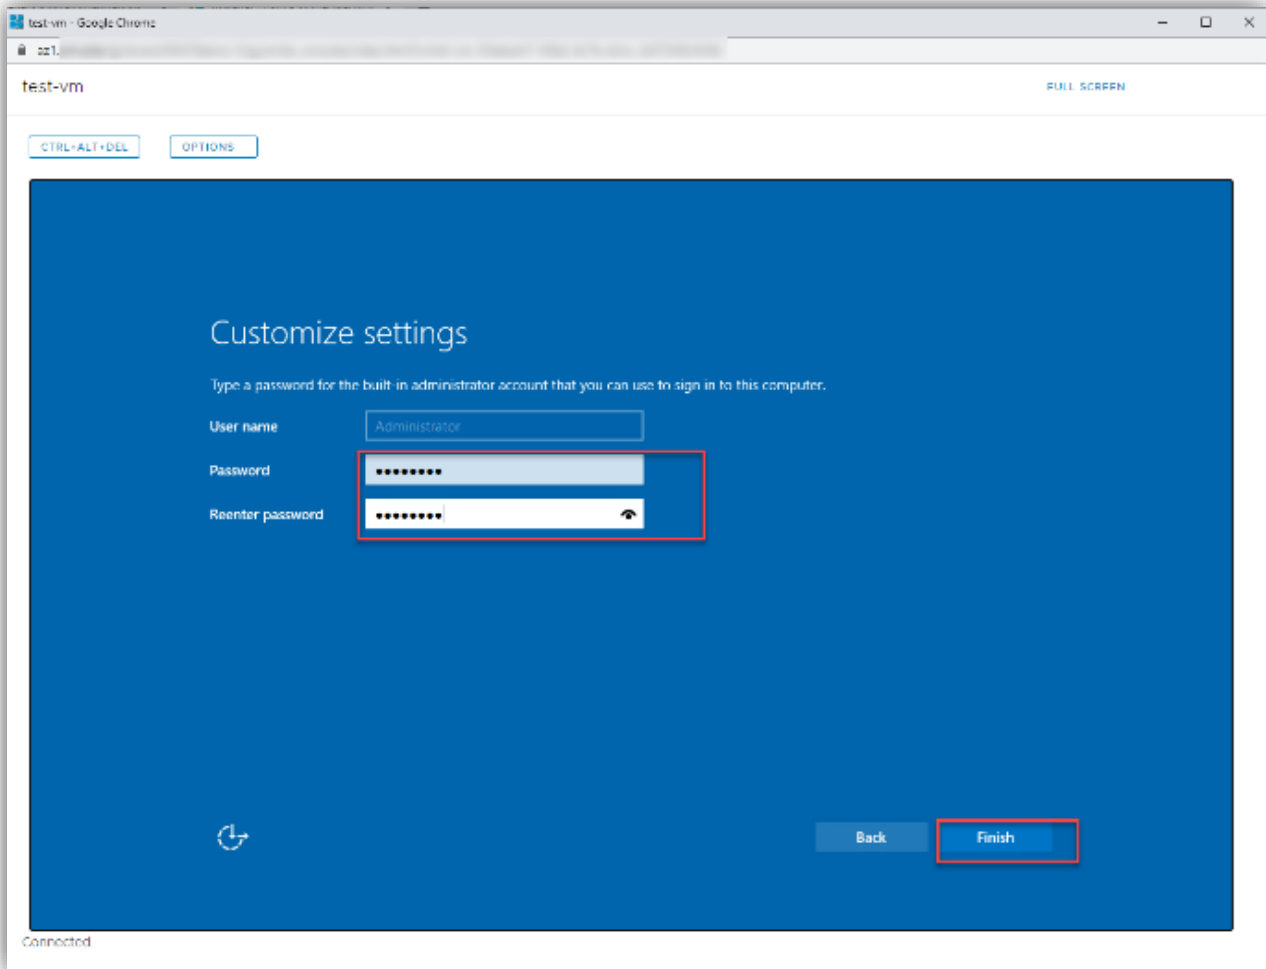 test-vm - Google Chrome
test-vm
FULL SCREEN
CTRL+ALT+DEL
OPTIONS
Customize settings
Type a password for the built-in administrator account that you can use to sign in to this computer.
User name
Administrator
Password
••••••••
Reenter password
••••••••
Back
Finish
Connected